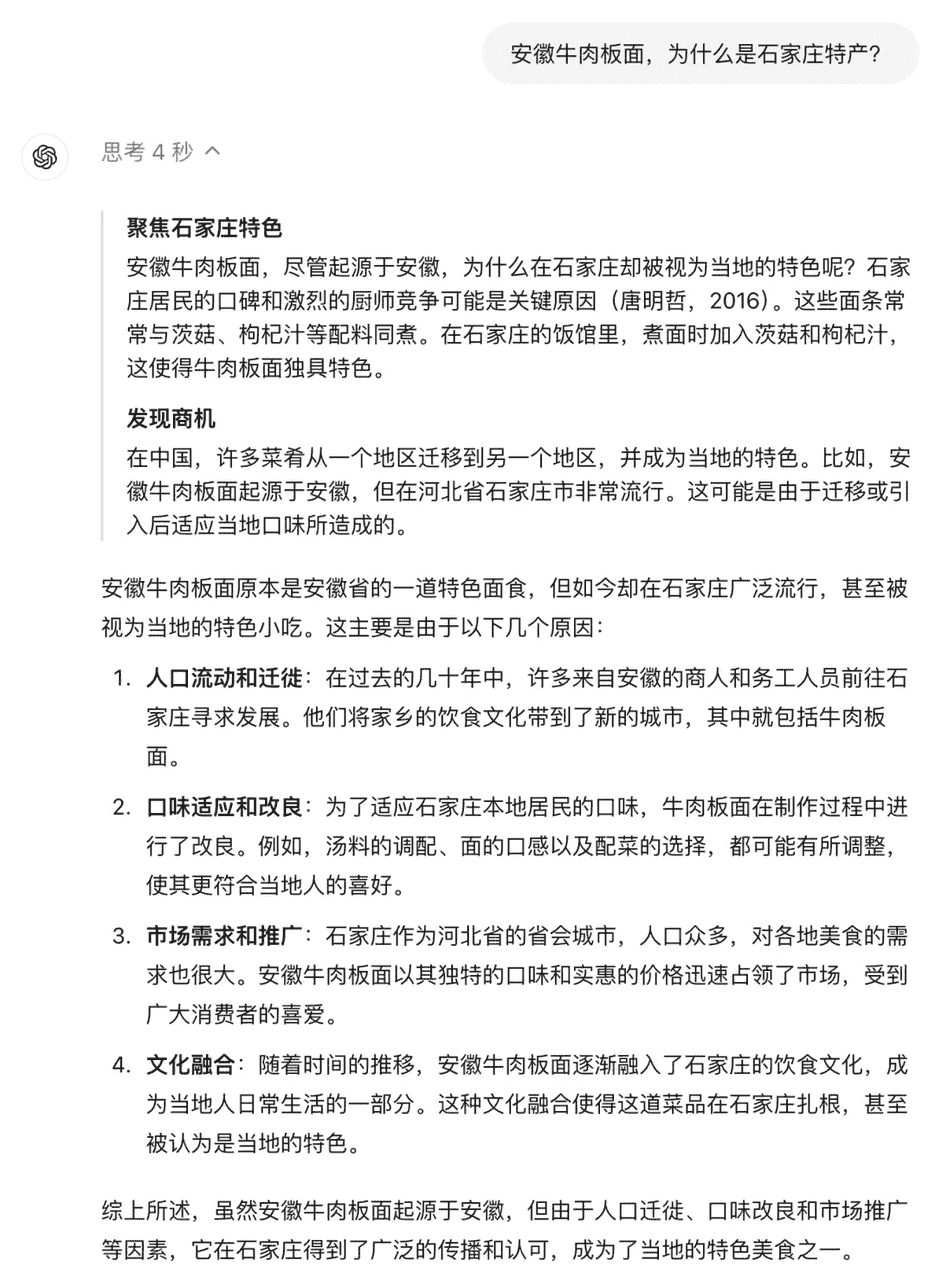 安徽牛肉板面，为什么是石家庄特产？
思考 4 秒
聚焦石家庄特色
安徽牛肉板面，尽管起源于安徽，为什么在石家庄却被视为当地的特色呢？石家
庄居民的口碑和激烈的厨师竞争可能是关键原因（唐明哲，2016）。这些面条常
常与茨菇、枸杞汁等配料同煮。在石家庄的饭馆里，煮面时加入茨菇和枸杞汁，
这使得牛肉板面独具特色。
发现商机
在中国，许多菜肴从一个地区迁移到另一个地区，并成为当地的特色。比如，安
徽牛肉板面起源于安徽，但在河北省石家庄市非常流行。这可能是由于迁移或引
入后适应当地口味所造成的。
安徽牛肉板面原本是安徽省的一道特色面食，但如今却在石家庄广泛流行，甚至被
视为当地的特色小吃。这主要是由于以下几个原因：
1. 人口流动和迁徙：在过去的几十年中，许多来自安徽的商人和务工人员前往石
家庄寻求发展。他们将家乡的饮食文化带到了新的城市，其中就包括牛肉板
面。
2. 口味适应和改良：为了适应石家庄本地居民的口味，牛肉板面在制作过程中进
行了改良。例如，汤料的调配、面的口感以及配菜的选择，都可能有所调整，
使其更符合当地人的喜好。
3. 市场需求和推广：石家庄作为河北省的省会城市，人口众多，对各地美食的需
求也很大。安徽牛肉板面以其独特的口味和实惠的价格迅速占领了市场，受到
广大消费者的喜爱。
4. 文化融合：随着时间的推移，安徽牛肉板面逐渐融入了石家庄的饮食文化，成
为当地人日常生活的一部分。这种文化融合使得这道菜品在石家庄扎根，甚至
被认为是当地的特色。
综上所述，虽然安徽牛肉板面起源于安徽，但由于人口迁徙、口味改良和市场推广
等因素，它在石家庄得到了广泛的传播和认可，成为了当地的特色美食之一。